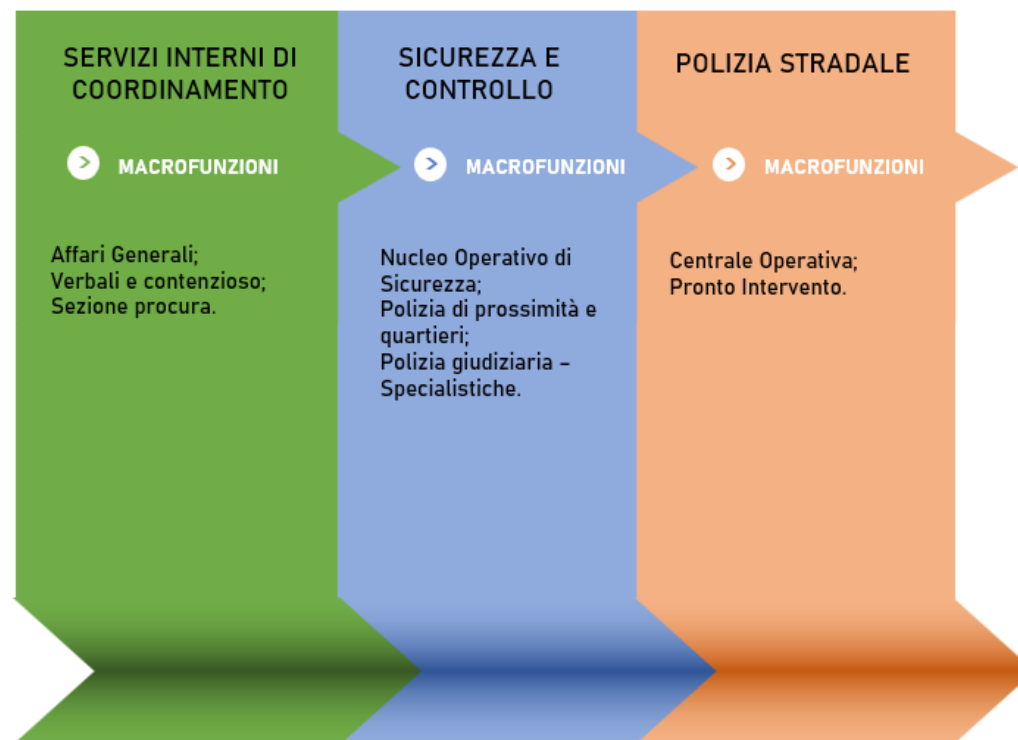 SERVIZI INTERNI DI
COORDINAMENTO
MACROFUNZIONI
Affari Generali;
Verbali e contenzioso;
Sezione procura.
SICUREZZA E
CONTROLLO
MACROFUNZIONI
Nucleo Operativo di
Sicurezza;
Polizia di prossimità e
quartieri;
Polizia giudiziaria –
Specialistiche.
POLIZIA STRADALE
MACROFUNZIONI
Centrale Operativa;
Pronto Intervento.